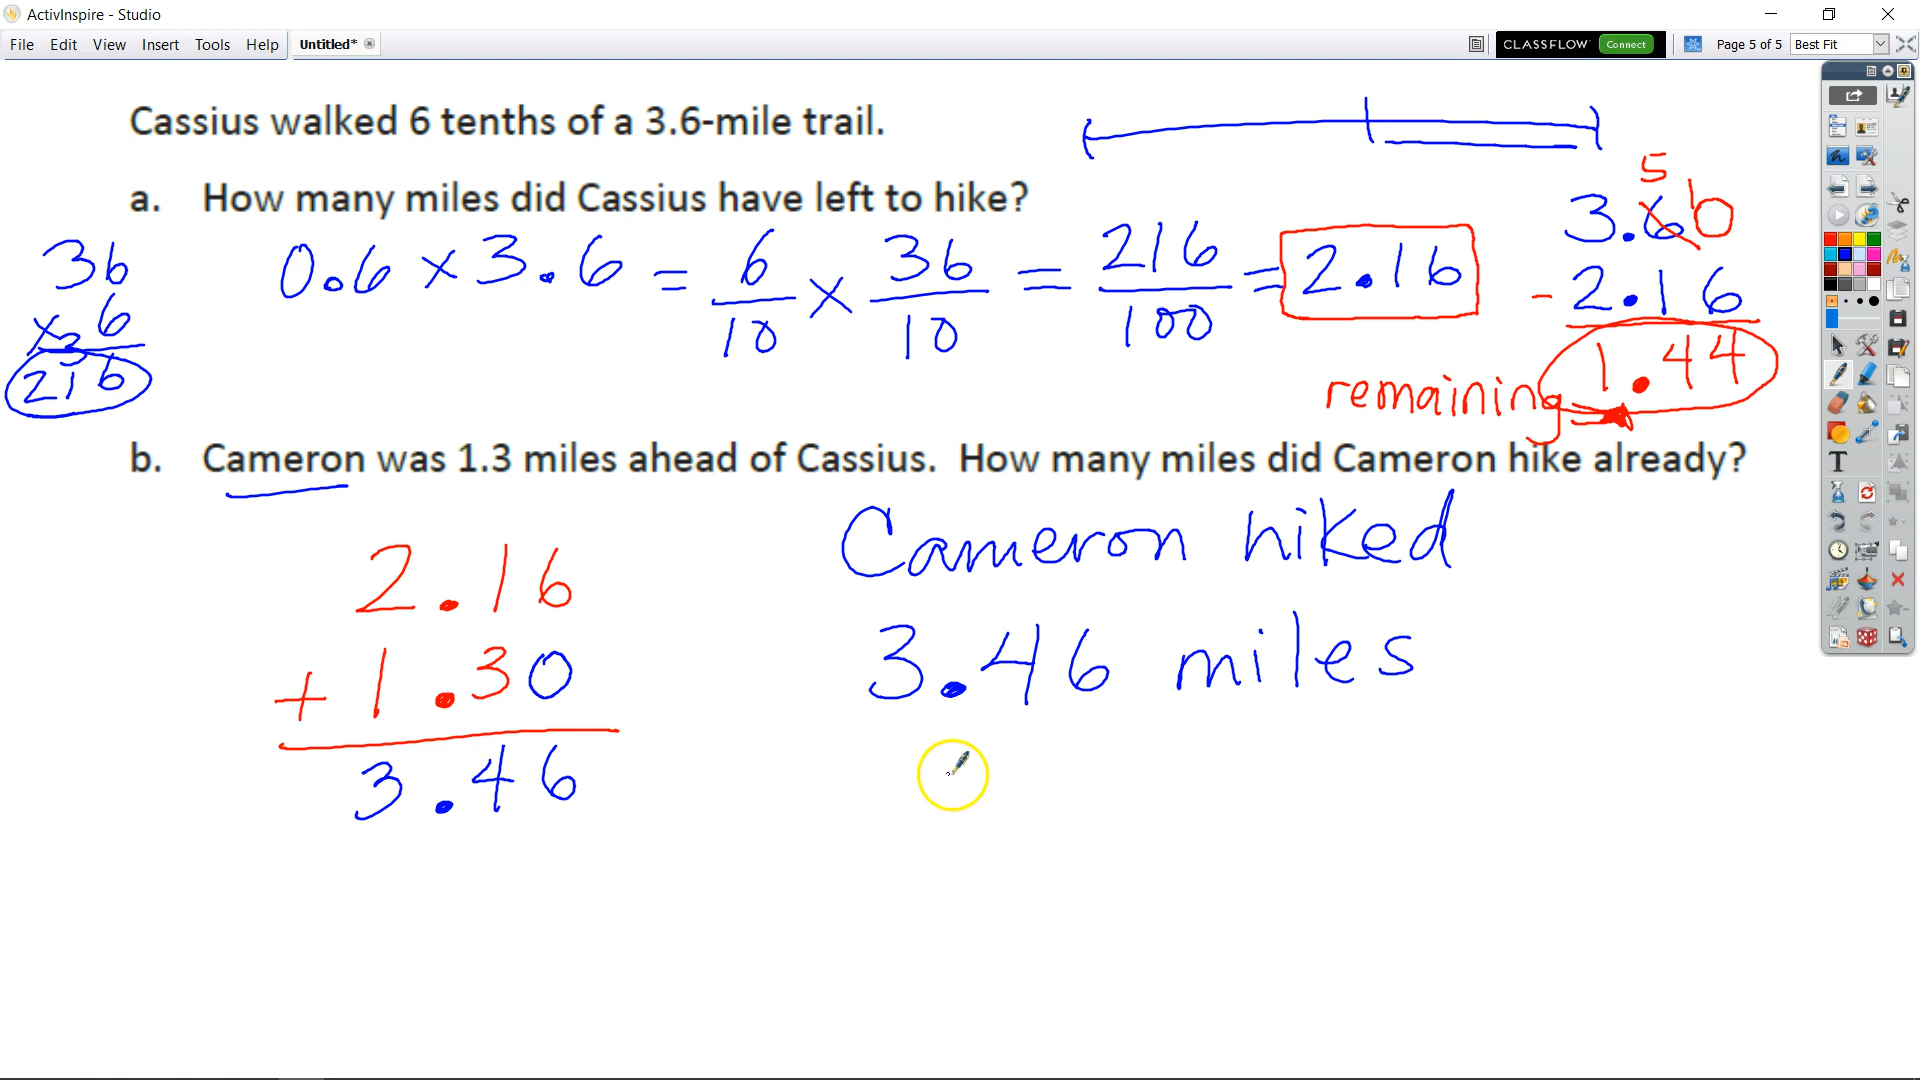 ActivInspire - Studio
File Edit View Insert Tools Help Untitled* CLASSFLOW Connect Page 5 of 5 Best Fit
Cassius walked 6 tenths of a 3.6-mile trail.
a. How many miles did Cassius have left to hike?
36
×36
216
0.6 × 3.6 = 6/10 × 36/10 = 216/100 = 2.16
5
3.6 10
- 2.16
1.44
remaining
b. Cameron was 1.3 miles ahead of Cassius. How many miles did Cameron hike already?
2.16
+ 1.30
3.46
Cameron hiked
3.46 miles
T